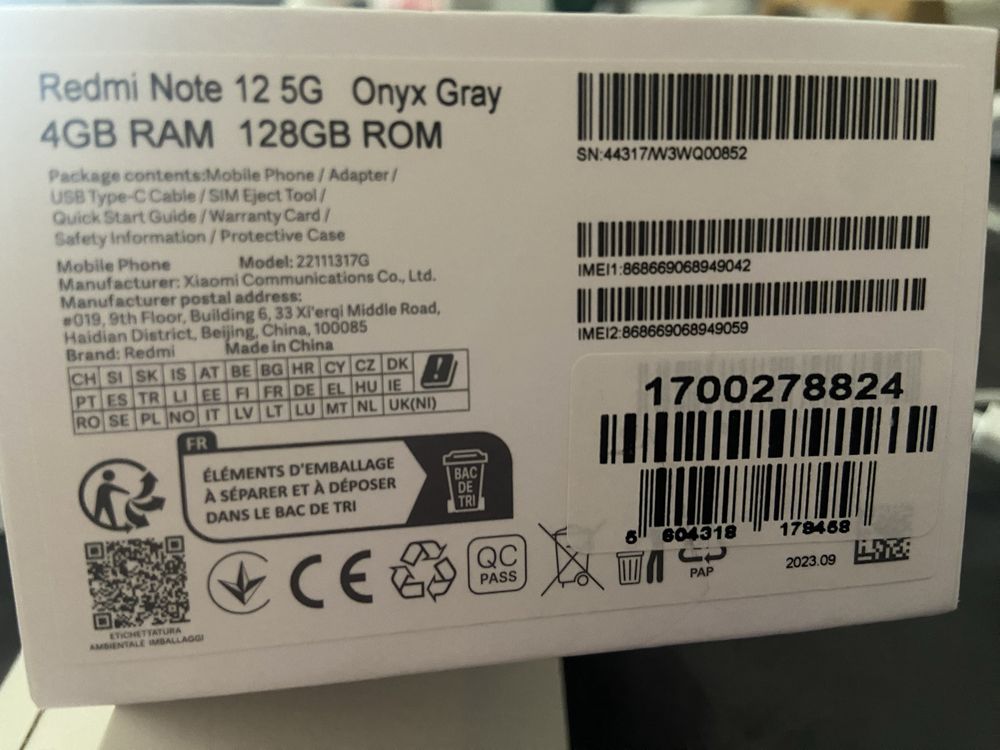 Redmi Note 12 5G Onyx Gray
4GB RAM 128GB ROM
Package contents:Mobile Phone / Adapter /
USB Type-C Cable / SIM Eject Tool /
Quick Start Guide / Warranty Card /
Safety Information / Protective Case
Mobile Phone Model: 22111317G
Manufacturer: Xiaomi Communications Co., Ltd.
Manufacturer postal address:
#019, 9th Floor, Building 6, 33 Xi'erqi Middle Road,
Haidian District, Beijing, China, 100085
Brand: Redmi Made in China
CH SI SK IS AT BE BG HR CY CZ DK
PT ES TR LI EE FI FR DE EL HU IE
RO SE PL NO IT LV LT LU MT NL UK(NI)
SN:44317/W3WQ00852
IMEI1:868669068949042
IMEI2:868669068949059
1700278824
5 604318 178468
FR
ÉLÉMENTS D'EMBALLAGE
À SÉPARER ET À DÉPOSER
DANS LE BAC DE TRI
BAC
DE
TRI
ETICHETTATURA
AMBIENTALE IMBALLAGGI
CE
QC
PASS
PAP
2023.09